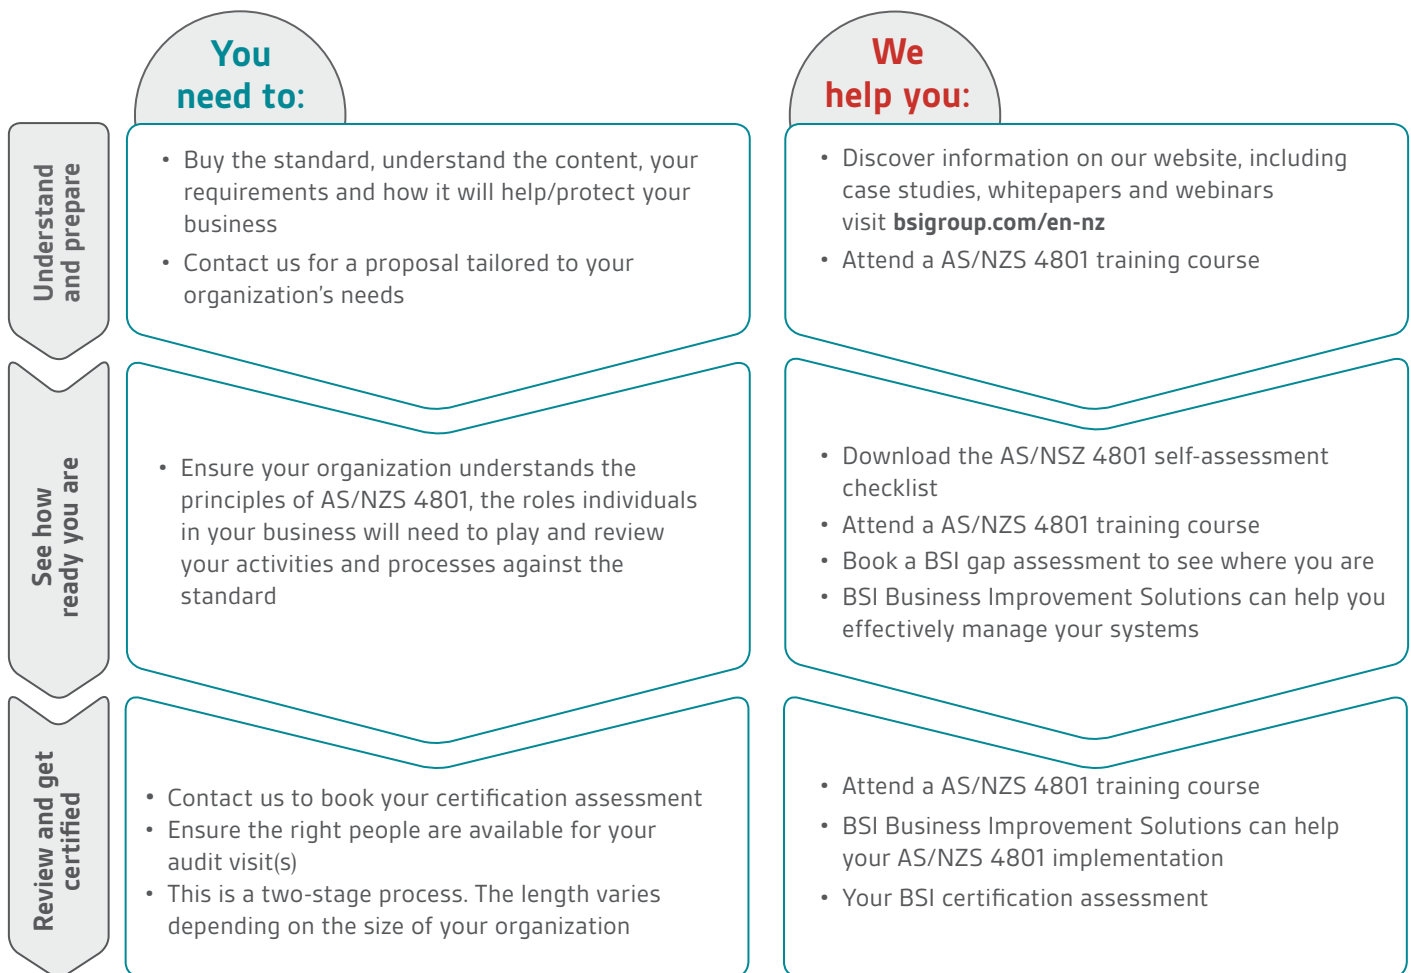 You
need to:
We
help you:
Understand
and prepare
• Buy the standard, understand the content, your
requirements and how it will help/protect your
business
• Contact us for a proposal tailored to your
organization's needs
• Discover information on our website, including
case studies, whitepapers and webinars
visit bsigroup.com/en-nz
• Attend a AS/NZS 4801 training course
See how
ready you are
• Ensure your organization understands the
principles of AS/NZS 4801, the roles individuals
in your business will need to play and review
your activities and processes against the
standard
• Download the AS/NSZ 4801 self-assessment
checklist
• Attend a AS/NZS 4801 training course
• Book a BSI gap assessment to see where you are
• BSI Business Improvement Solutions can help you
effectively manage your systems
Review and get
certified
• Contact us to book your certification assessment
• Ensure the right people are available for your
audit visit(s)
• This is a two-stage process. The length varies
depending on the size of your organization
• Attend a AS/NZS 4801 training course
• BSI Business Improvement Solutions can help
your AS/NZS 4801 implementation
• Your BSI certification assessment